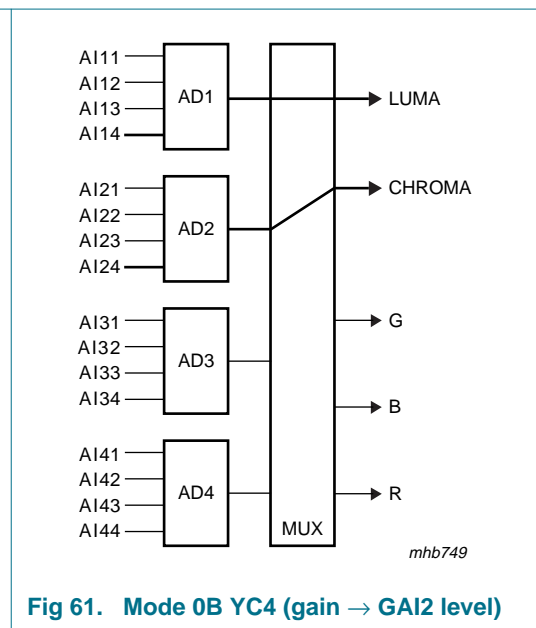 AI11
AI12
AI13
AI14
AD1
LUMA
AI21
AI22
AI23
AI24
AD2
CHROMA
AI31
AI32
AI33
AI34
AD3
G
B
AI41
AI42
AI43
AI44
AD4
R
MUX
mhb749
Fig 61. Mode 0B YC4 (gain → GAI2 level)